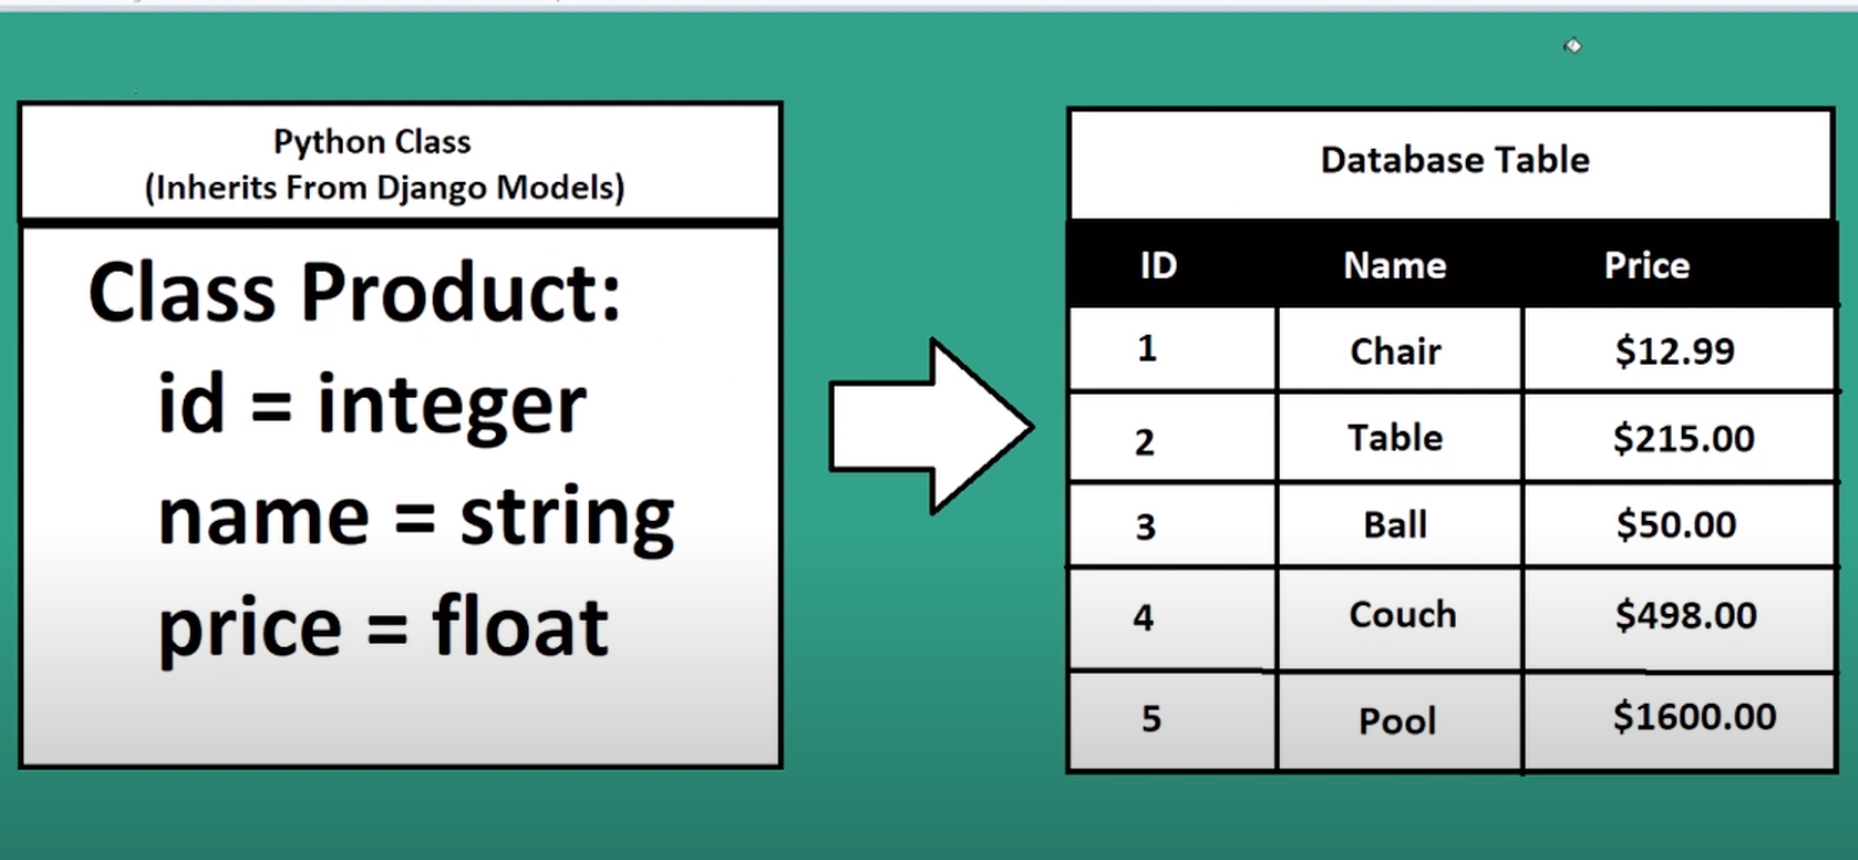 Python Class
(Inherits From Django Models)
Class Product:
id = integer
name = string
price = float
Database Table
ID Name Price
1 Chair $12.99
2 Table $215.00
3 Ball $50.00
4 Couch $498.00
5 Pool $1600.00